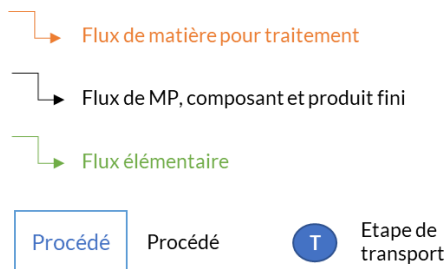 Flux de matière pour traitement
Flux de MP, composant et produit fini
Flux élémentaire
Procédé Procédé T Etape de
transport